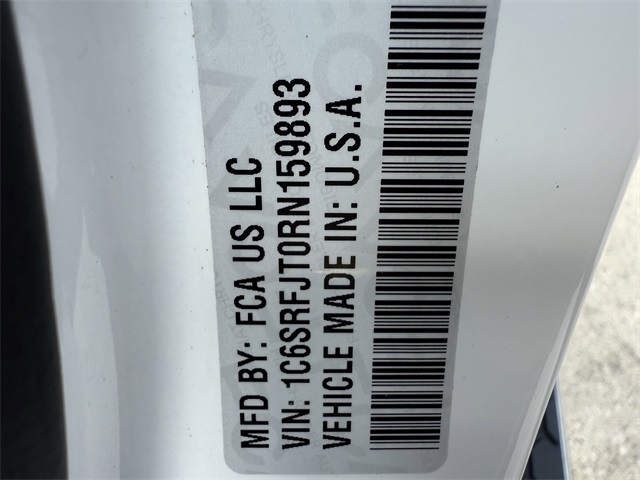 MFD BY: FCA US LLC
VIN: 1C6SRFJT0RN159893
VEHICLE MADE IN: U.S.A.